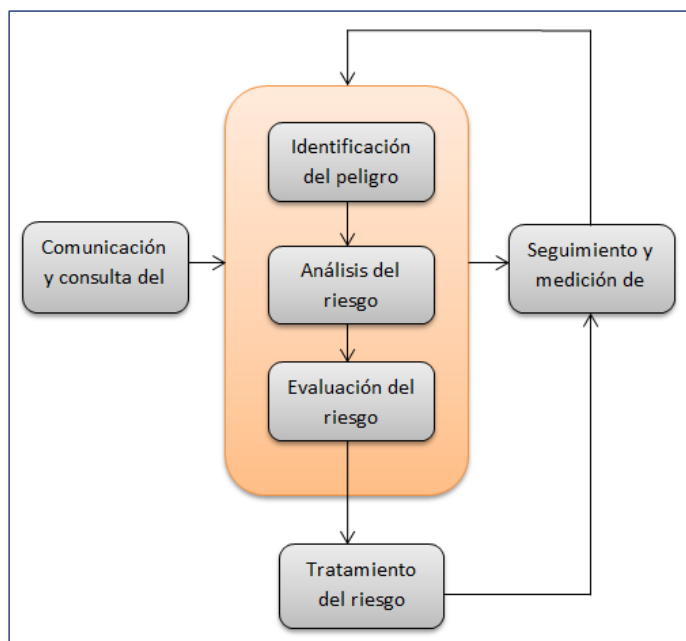 Identificación
del peligro
Comunicación
y consulta del
Análisis del
riesgo
Seguimiento y
medición de
Evaluación del
riesgo
Tratamiento
del riesgo